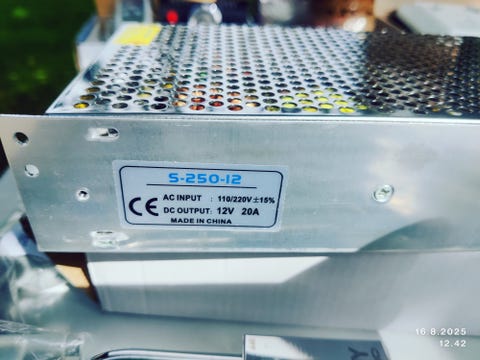 S-250-12
CE
AC INPUT : 110/220V±15%
DC OUTPUT: 12V 20A
MADE IN CHINA
16.8.2025
12.42